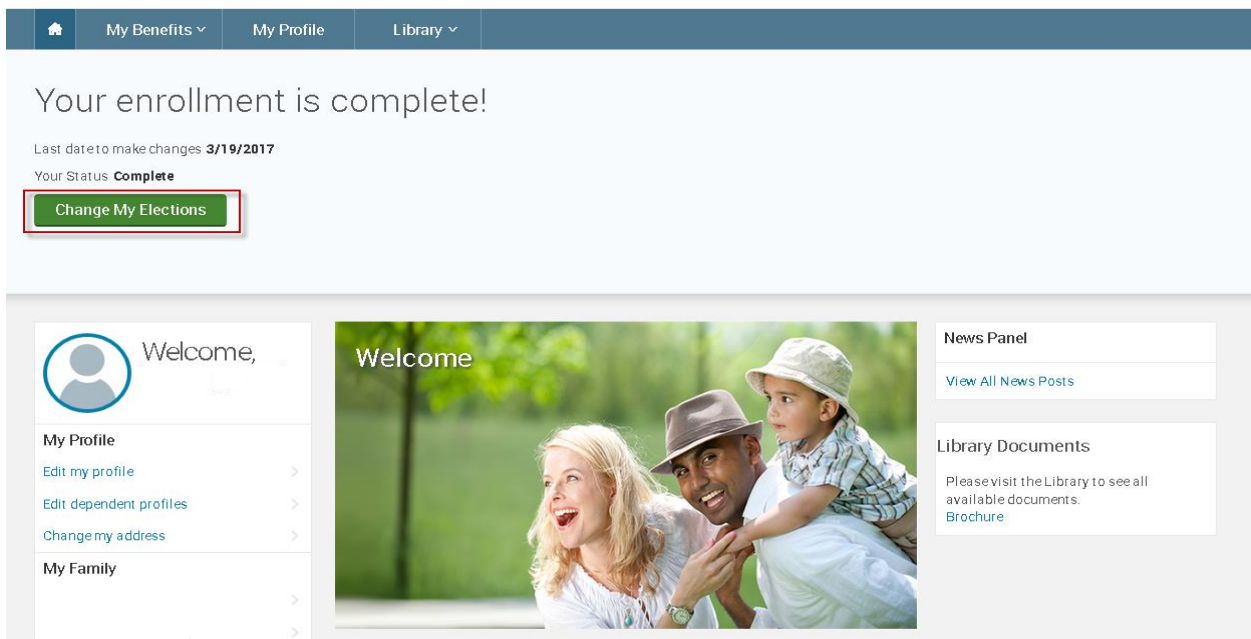 My Benefits
My Profile
Library
Your enrollment is complete!
Last date to make changes 3/19/2017
Your Status Complete
Change My Elections
Welcome,
My Profile
Edit my profile
Edit dependent profiles
Change my address
My Family
Welcome
News Panel
View All News Posts
Library Documents
Please visit the Library to see all
available documents.
Brochure